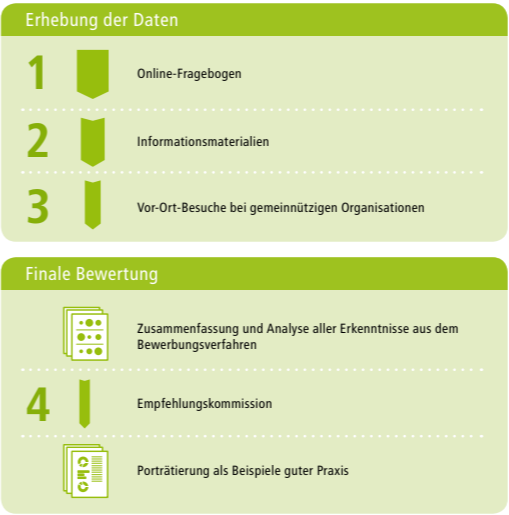 Erhebung der Daten
1
Online-Fragebogen
2
Informationsmaterialien
3
Vor-Ort-Besuche bei gemeinnützigen Organisationen
Finale Bewertung
Zusammenfassung und Analyse aller Erkenntnisse aus dem
Bewerbungsverfahren
4
Empfehlungskommission
Porträtierung als Beispiele guter Praxis